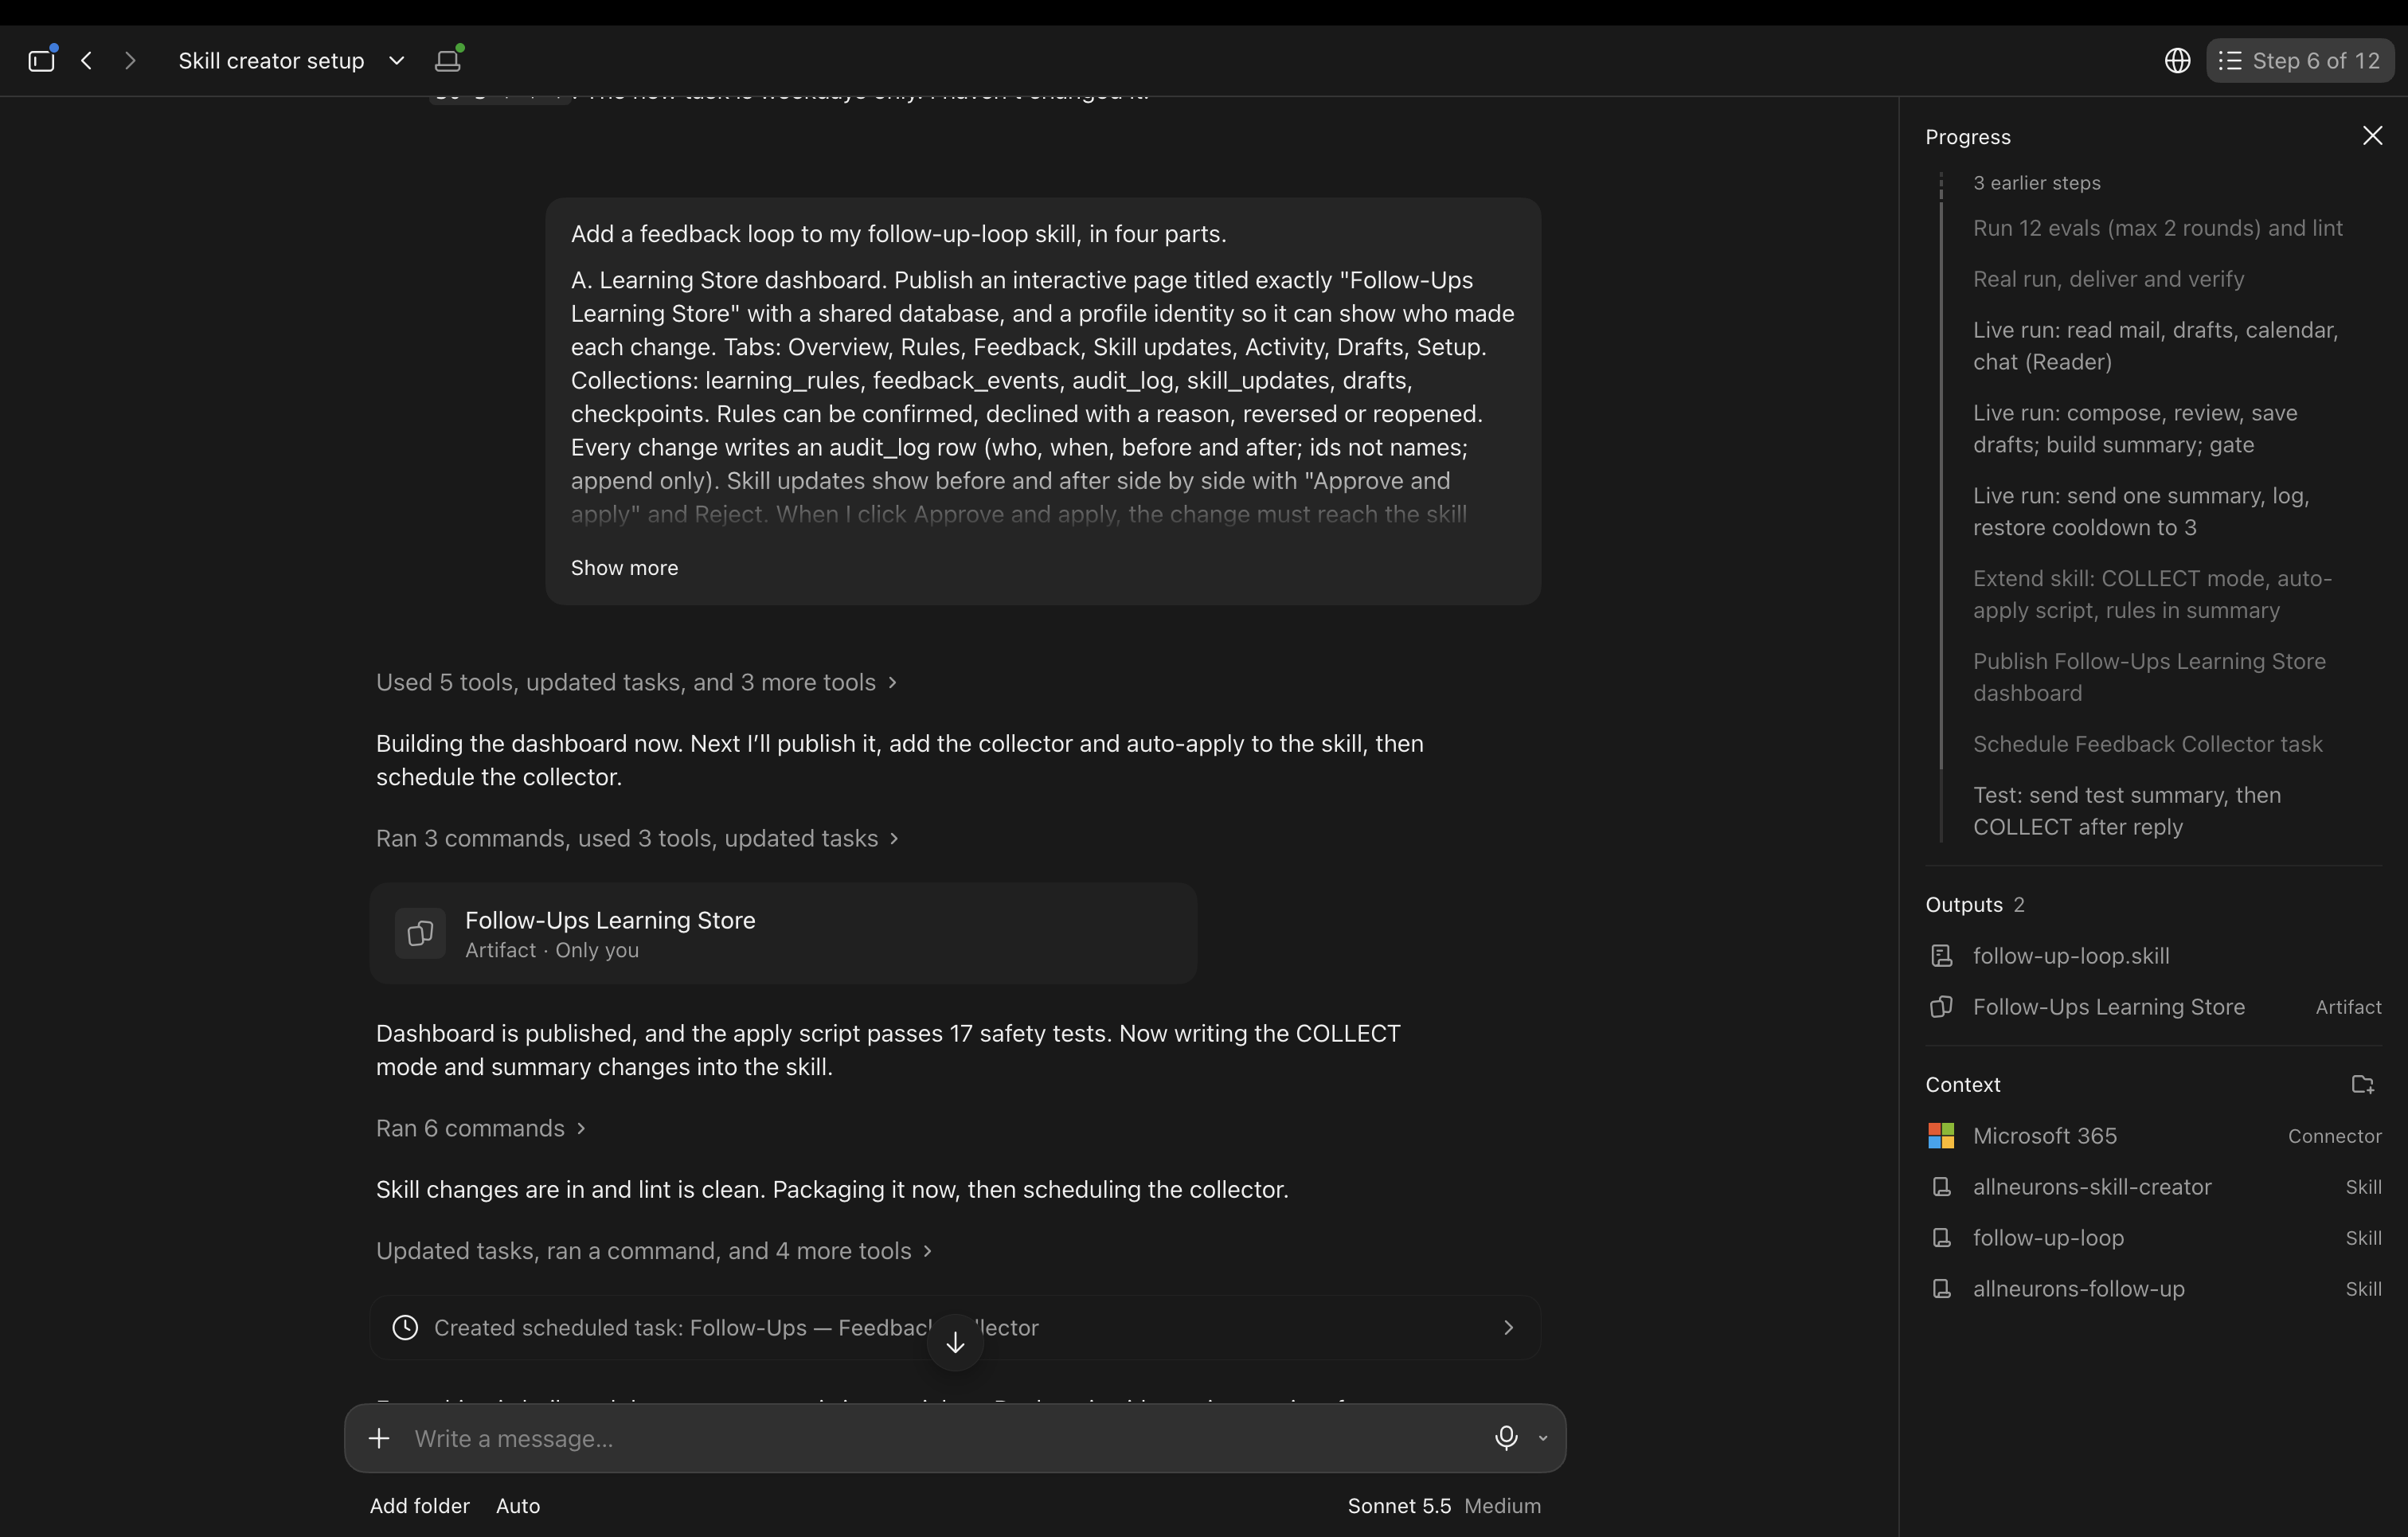 Skill creator setup
Step 6 of 12
The new task is weekdays only. I haven't changed it.
Add a feedback loop to my follow-up-loop skill, in four parts.
A. Learning Store dashboard. Publish an interactive page titled exactly "Follow-Ups
Learning Store" with a shared database, and a profile identity so it can show who made
each change. Tabs: Overview, Rules, Feedback, Skill updates, Activity, Drafts, Setup.
Collections: learning_rules, feedback_events, audit_log, skill_updates, drafts,
checkpoints. Rules can be confirmed, declined with a reason, reversed or reopened.
Every change writes an audit_log row (who, when, before and after; ids not names;
append only). Skill updates show before and after side by side with "Approve and
apply" and Reject. When I click Approve and apply, the change must reach the skill
Show more
Used 5 tools, updated tasks, and 3 more tools
Building the dashboard now. Next I’ll publish it, add the collector and auto-apply to the skill, then
schedule the collector.
Ran 3 commands, used 3 tools, updated tasks
Follow-Ups Learning Store
Artifact · Only you
Dashboard is published, and the apply script passes 17 safety tests. Now writing the COLLECT
mode and summary changes into the skill.
Ran 6 commands
Skill changes are in and lint is clean. Packaging it now, then scheduling the collector.
Updated tasks, ran a command, and 4 more tools
Created scheduled task: Follow-Ups — Feedbac llector
Write a message...
Add folder Auto
Sonnet 5.5 Medium
Progress
3 earlier steps
Run 12 evals (max 2 rounds) and lint
Real run, deliver and verify
Live run: read mail, drafts, calendar,
chat (Reader)
Live run: compose, review, save
drafts; build summary; gate
Live run: send one summary, log,
restore cooldown to 3
Extend skill: COLLECT mode, auto-
apply script, rules in summary
Publish Follow-Ups Learning Store
dashboard
Schedule Feedback Collector task
Test: send test summary, then
COLLECT after reply
Outputs 2
follow-up-loop.skill
Follow-Ups Learning Store Artifact
Context
Microsoft 365 Connector
allneurons-skill-creator Skill
follow-up-loop Skill
allneurons-follow-up Skill